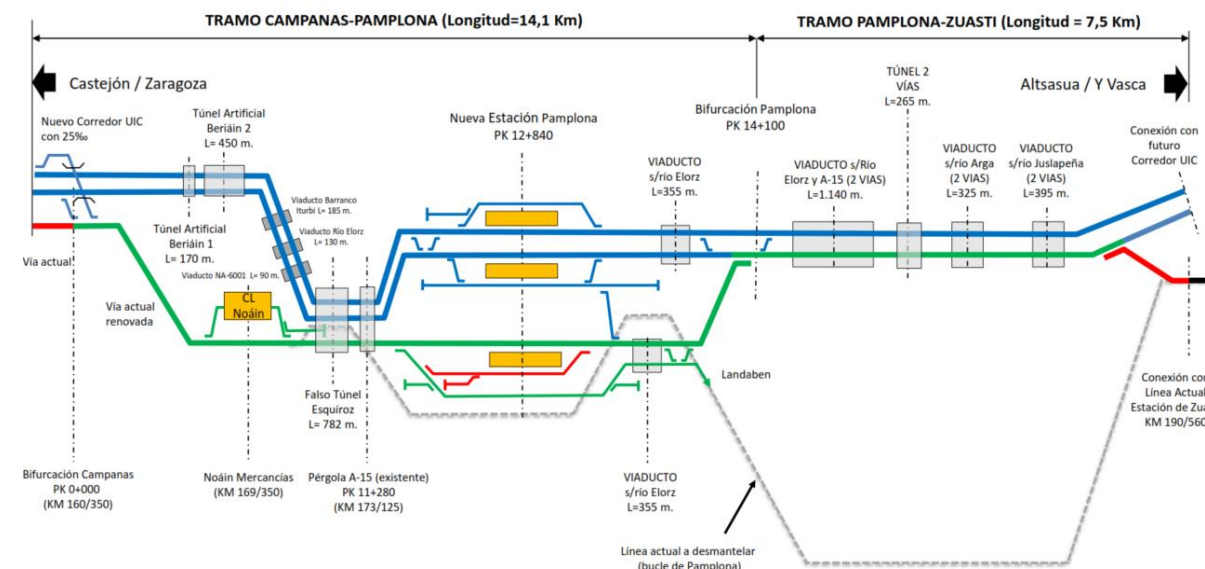 TRAMO CAMPANAS-PAMPLONA (Longitud=14,1 Km)
TRAMO PAMPLONA-ZUASTI (Longitud = 7,5 Km)
Castejón / Zaragoza
Altsasua / Y Vasca
Nuevo Corredor UIC
con 25‰
Túnel Artificial
Beriáin 2
L= 450 m.
Nueva Estación Pamplona
PK 12+840
Bifurcación Pamplona
PK 14+100
TÚNEL 2
VÍAS
L=265 m.
VIADUCTO
s/río Elorz
L=355 m.
VIADUCTO s/Río
Elorz y A-15 (2 VIAS)
L=1.140 m.
VIADUCTO
s/río Arga
(2 VIAS)
L=325 m.
VIADUCTO
s/río Juslapeña
(2 VIAS)
L=395 m.
Conexión con
futuro
Corredor UIC
Viaducto Barranco
Iturbi L= 185 m.
Túnel Artificial
Beriáin 1
L= 170 m.
Viaducto Río Elorz
L= 130 m.
Viaducto NA-6001 L= 90 m.
Vía actual
Vía actual
renovada
CL
Noáin
Landaben
Falso Túnel
Esquíroz
L= 782 m.
Conexión con
Línea Actual
Estación de Zua
KM 190/560
Bifurcación Campanas
PK 0+000
(KM 160/350)
Noáin Mercancías
(KM 169/350)
Pérgola A-15 (existente)
PK 11+280
(KM 173/125)
VIADUCTO
s/río Elorz
L=355 m.
Línea actual a desmantelar
(bucle de Pamplona)